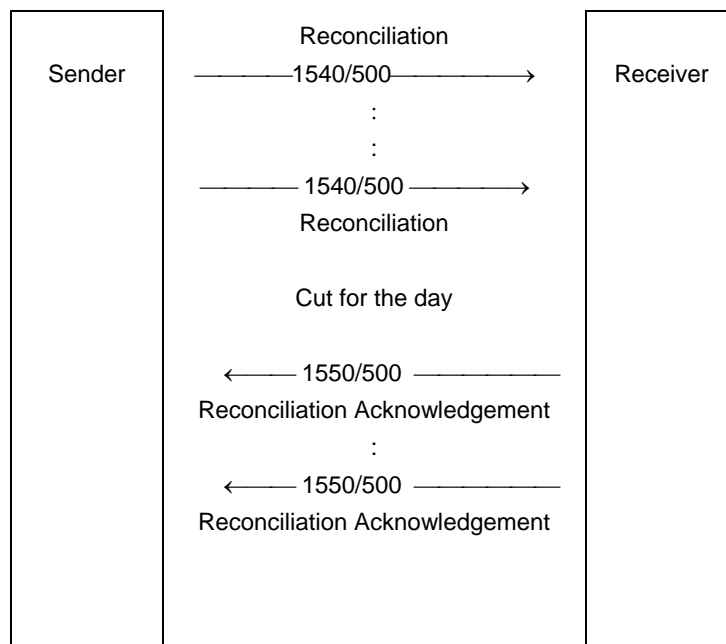 Reconciliation
Sender 1540/500 Receiver
:
:
1540/500
Reconciliation
Cut for the day
1550/500
Reconciliation Acknowledgement
:
1550/500
Reconciliation Acknowledgement